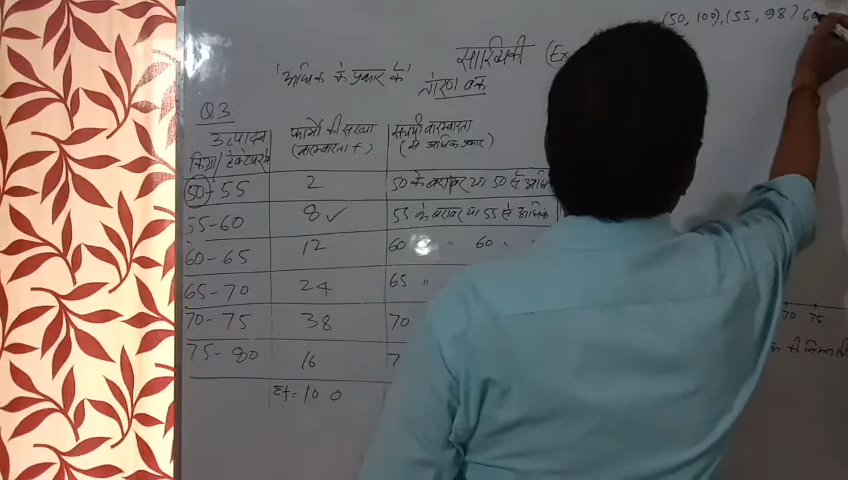 (50, 100), (55, 98) 60
सांख्यिकी (Ex
'अधिक के प्रकार के' तोरण वक्र
Q3.
उत्पादन किग्रा/हेक्टेयर में | फार्मों की संख्या (बारम्बारता f) | संचयी बारम्बारता (से अधिक प्रकार)
50-55 | 2 | 50 के बराबर या 50 से अधिक
55-60 | 8 ✓ | 55 के बराबर या 55 से अधिक
60-65 | 12 | 60 " 60 "
65-70 | 24 | 65 "
70-75 | 38 | 70
75-80 | 16 | 7
Σf = 100
70 75